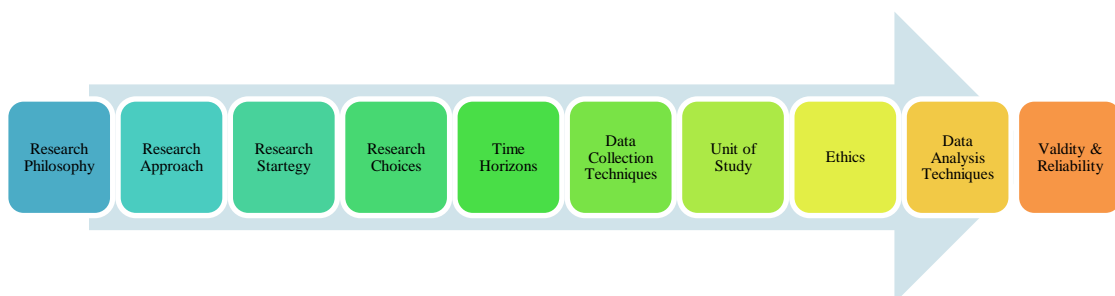 Research
Philosophy
Research
Approach
Research
Startegy
Research
Choices
Time
Horizons
Data
Collection
Techniques
Unit of
Study
Ethics
Data
Analysis
Techniques
Valdity &
Reliability